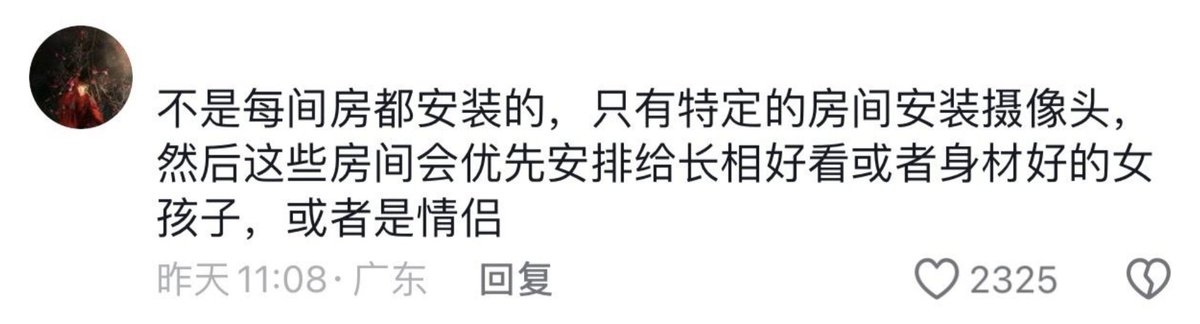 不是每间房都安装的，只有特定的房间安装摄像头，
然后这些房间会优先安排给长相好看或者身材好的女
孩子，或者是情侣
昨天 11:08 · 广东 回复 2325